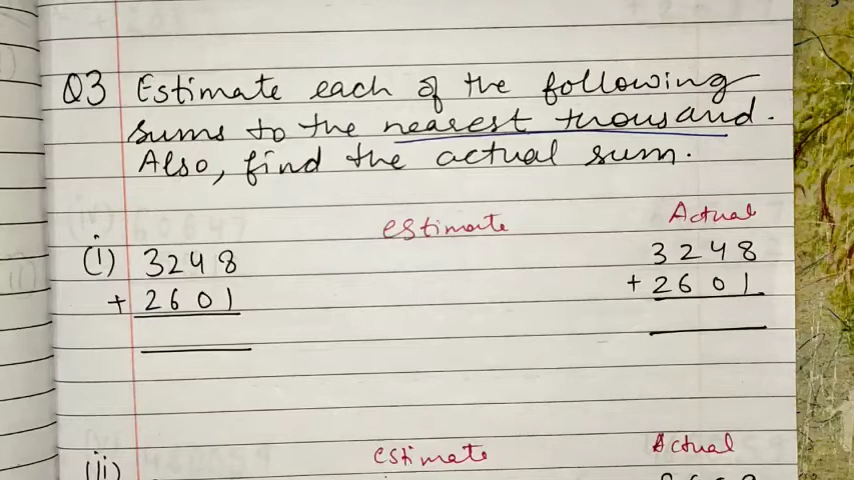 Q3 Estimate each of the following
sums to the nearest thousand.
Also, find the actual sum.
estimate Actual
(i) 3248 3248
+ 2601 + 2601
(ii) estimate Actual